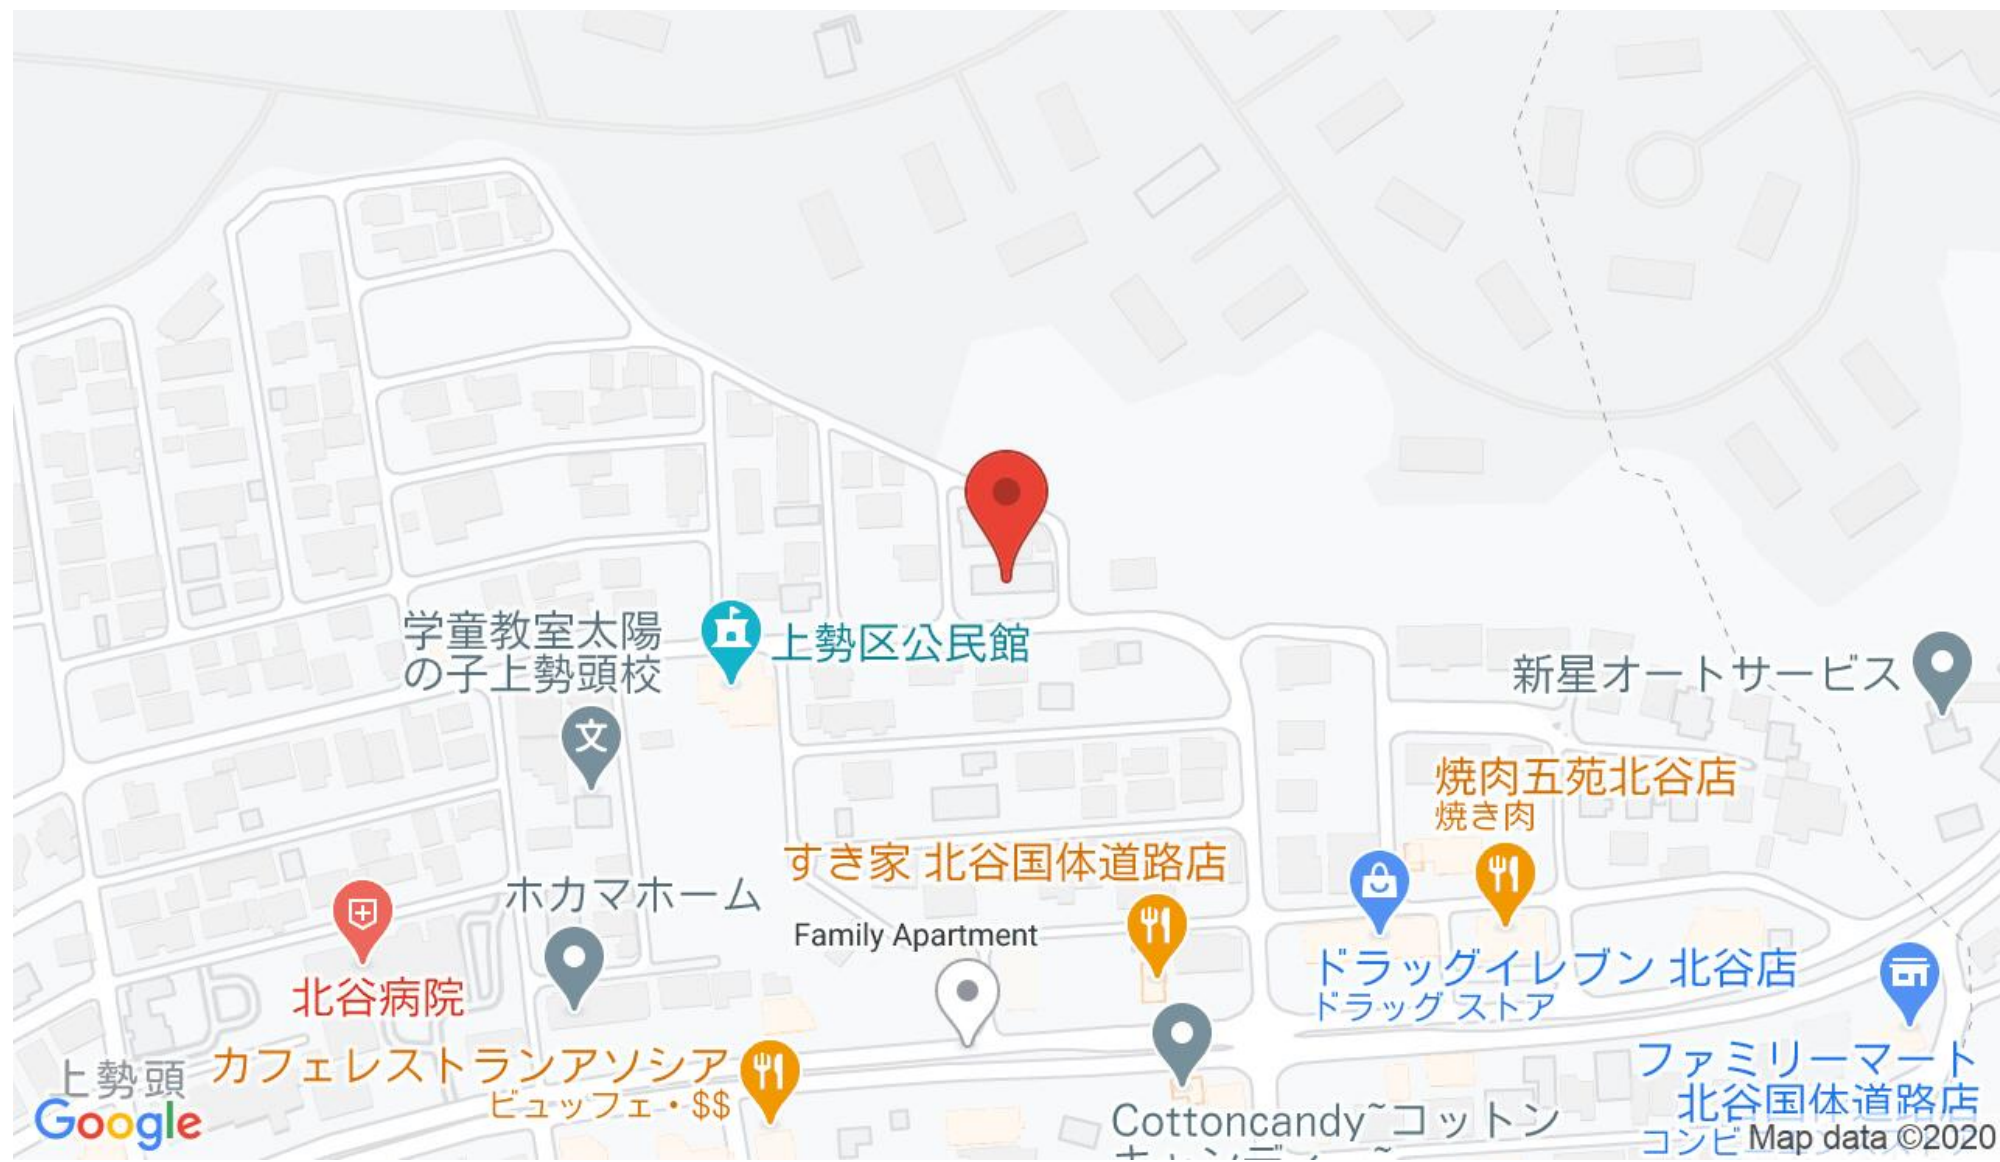 学童教室太陽
の子上勢頭校
上勢区公民館
新星オートサービス
焼肉五苑北谷店
焼き肉
すき家 北谷国体道路店
ホカマホーム
Family Apartment
北谷病院
ドラッグイレブン 北谷店
ドラッグ ストア
上勢頭
カフェレストランアソシア
ビュッフェ・$$
ファミリーマート
北谷国体道路店
コンビ
Cottoncandy~コットン
キャンディー~
Google
Map data ©2020